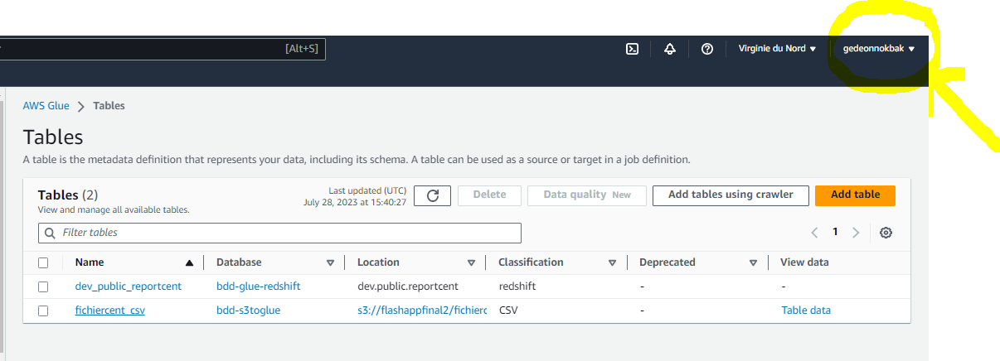 [Alt+S] Virginie du Nord gedeonnokbak
AWS Glue Tables
Tables
A table is the metadata definition that represents your data, including its schema. A table can be used as a source or target in a job definition.
Tables (2)
View and manage all available tables.
Last updated (UTC)
July 28, 2023 at 15:40:27
Delete Data quality New Add tables using crawler Add table
Filter tables
1
Name Database Location Classification Deprecated View data
dev_public_reportcent bdd-glue-redshift dev.public.reportcent redshift - -
fichiercent_csv bdd-s3toglue s3://flashappfinal2/fichierc CSV - Table data